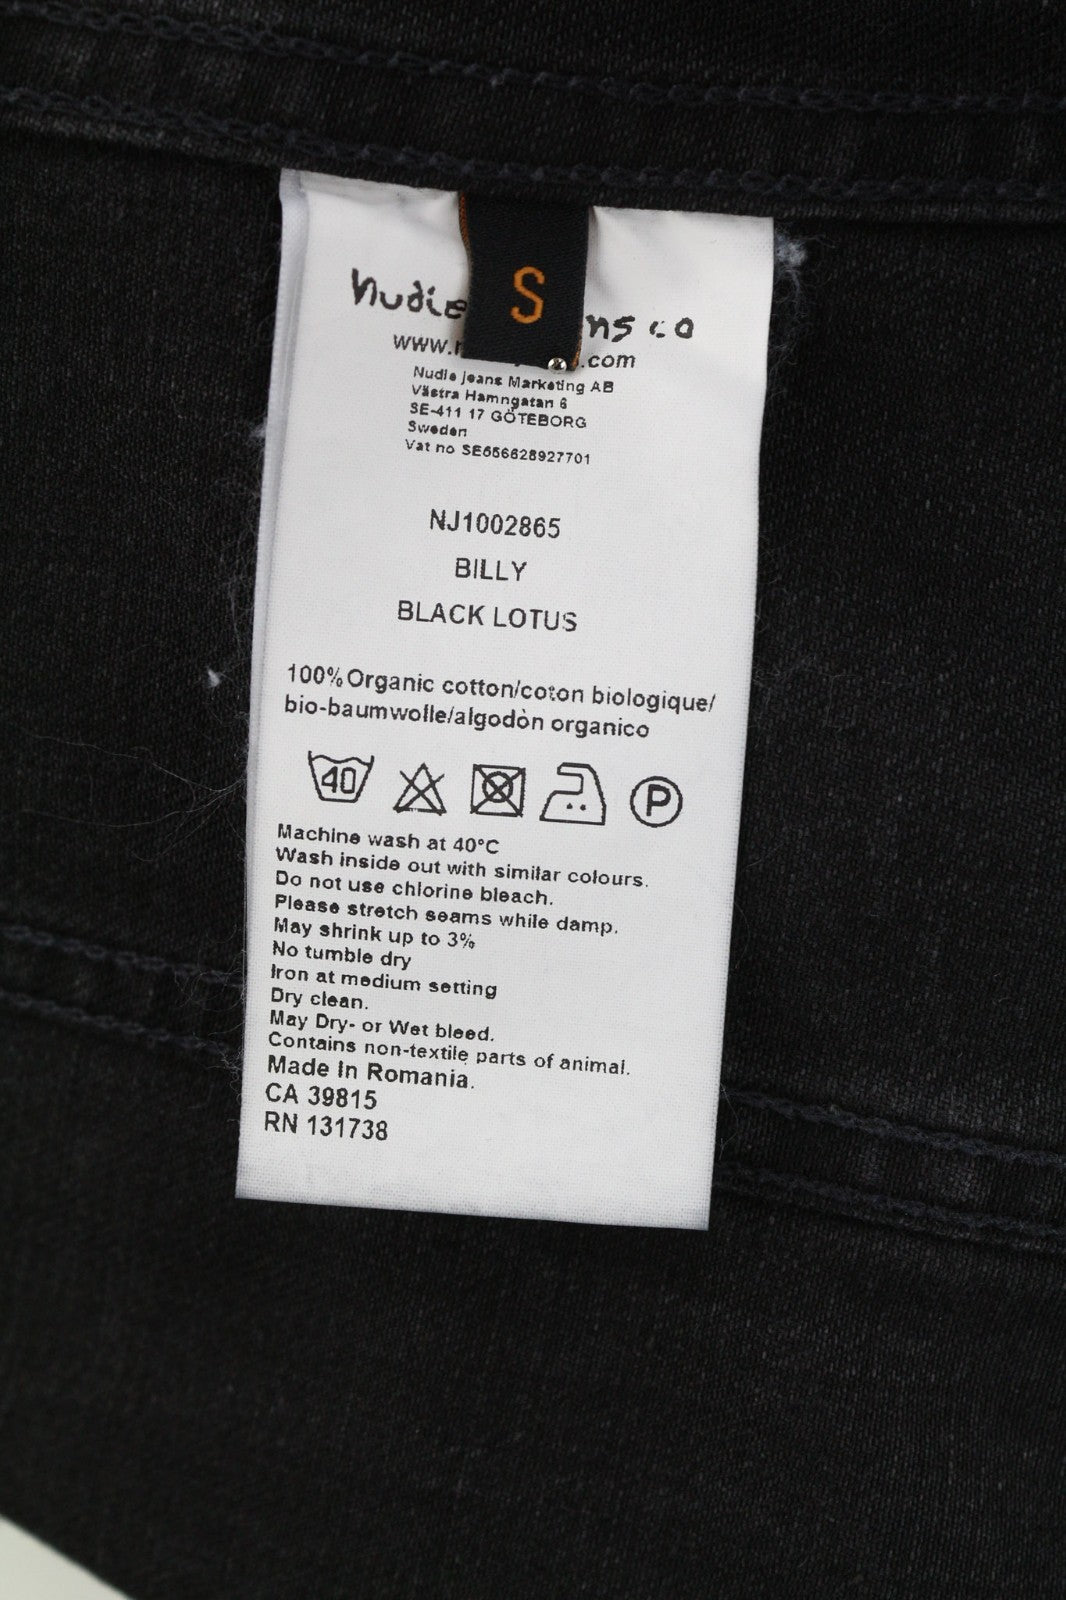 S
nudie ns co
www. .com
Nudie Jeans Marketing AB
Västra Hamngatan 6
SE-411 17 GÖTEBORG
Sweden
Vat no SE656628927701
NJ1002865
BILLY
BLACK LOTUS
100%Organic cotton/coton biologique/
bio-baumwolle/algodòn organico
40 P
Machine wash at 40°C
Wash inside out with similar colours.
Do not use chlorine bleach.
Please stretch seams while damp.
May shrink up to 3%
No tumble dry
Iron at medium setting
Dry clean.
May Dry- or Wet bleed.
Contains non-textile parts of animal.
Made In Romania.
CA 39815
RN 131738